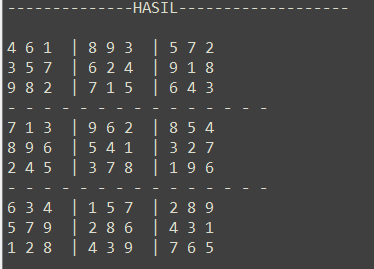 --------------HASIL-------------------
4 6 1 | 8 9 3 | 5 7 2
3 5 7 | 6 2 4 | 9 1 8
9 8 2 | 7 1 5 | 6 4 3
- - - - - - - - - - - - - - -
7 1 3 | 9 6 2 | 8 5 4
8 9 6 | 5 4 1 | 3 2 7
2 4 5 | 3 7 8 | 1 9 6
- - - - - - - - - - - - - - -
6 3 4 | 1 5 7 | 2 8 9
5 7 9 | 2 8 6 | 4 3 1
1 2 8 | 4 3 9 | 7 6 5